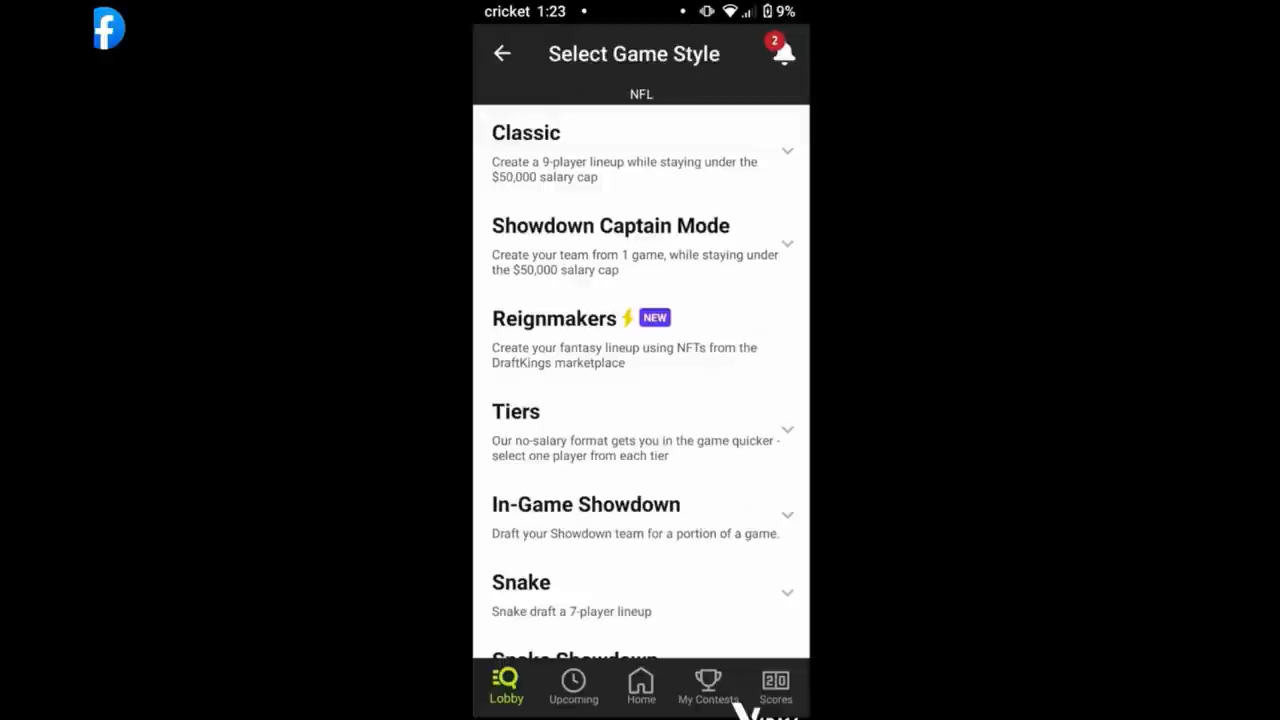 cricket 1:23
9%
Select Game Style
2
NFL
Classic
Create a 9-player lineup while staying under the
$50,000 salary cap
Showdown Captain Mode
Create your team from 1 game, while staying under
the $50,000 salary cap
Reignmakers NEW
Create your fantasy lineup using NFTs from the
DraftKings marketplace
Tiers
Our no-salary format gets you in the game quicker -
select one player from each tier
In-Game Showdown
Draft your Showdown team for a portion of a game.
Snake
Snake draft a 7-player lineup
Snake Showdown
Lobby Upcoming Home My Contests Scores